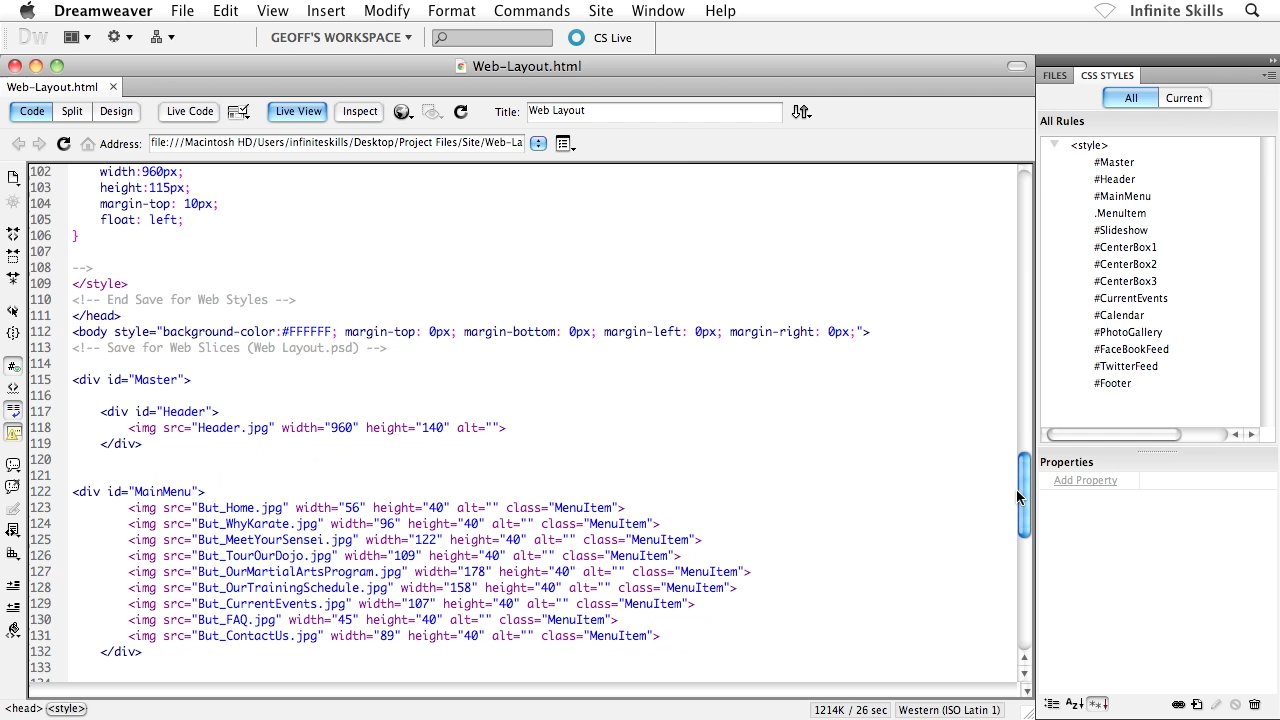 Dreamweaver File Edit View Insert Modify Format Commands Site Window Help Infinite Skills
Dw GEOFF'S WORKSPACE CS Live
Web-Layout.html
Web-Layout.html
Code Split Design Live Code Live View Inspect Title: Web Layout
Address: file:///Macintosh HD/Users/infiniteskills/Desktop/Project Files/Site/Web-La
102 width:960px;
103 height:115px;
104 margin-top: 10px;
105 float: left;
106 }
107
108 -->
109 </style>
110 <!-- End Save for Web Styles -->
111 </head>
112 <body style="background-color:#FFFFFF; margin-top: 0px; margin-bottom: 0px; margin-left: 0px; margin-right: 0px;">
113 <!-- Save for Web Slices (Web Layout.psd) -->
114
115 <div id="Master">
116
117 <div id="Header">
118 <img src="Header.jpg" width="960" height="140" alt="">
119 </div>
120
121
122 <div id="MainMenu">
123 <img src="But_Home.jpg" width="56" height="40" alt="" class="MenuItem">
124 <img src="But_WhyKarate.jpg" width="96" height="40" alt="" class="MenuItem">
125 <img src="But_MeetYourSensei.jpg" width="122" height="40" alt="" class="MenuItem">
126 <img src="But_TourOurDojo.jpg" width="109" height="40" alt="" class="MenuItem">
127 <img src="But_OurMartialArtsProgram.jpg" width="178" height="40" alt="" class="MenuItem">
128 <img src="But_OurTrainingSchedule.jpg" width="158" height="40" alt="" class="MenuItem">
129 <img src="But_CurrentEvents.jpg" width="107" height="40" alt="" class="MenuItem">
130 <img src="But_FAQ.jpg" width="45" height="40" alt="" class="MenuItem">
131 <img src="But_ContactUs.jpg" width="89" height="40" alt="" class="MenuItem">
132 </div>
133
<head> <style> 1214K / 26 sec Western (ISO Latin 1)
FILES CSS STYLES
All Current
All Rules
<style>
#Master
#Header
#MainMenu
.MenuItem
#Slideshow
#CenterBox1
#CenterBox2
#CenterBox3
#CurrentEvents
#Calendar
#PhotoGallery
#FaceBookFeed
#TwitterFeed
#Footer
Properties
Add Property